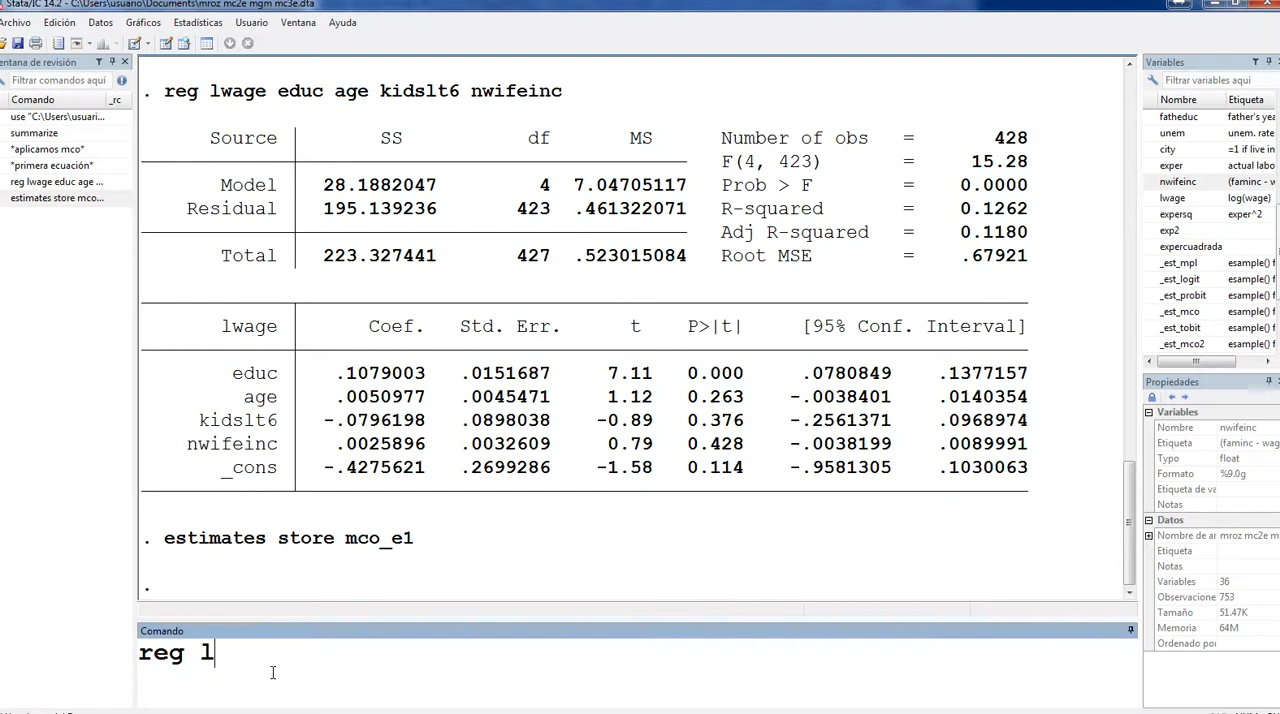 Stata/IC 14.2 - C:\Users\usuario\Documents\mroz mc2e mgm mc3e.dta
Archivo Edición Datos Gráficos Estadísticas Usuario Ventana Ayuda
entana de revisión
Filtrar comandos aquí
Comando _rc
use "C:\Users\usuari...
summarize
*aplicamos mco*
*primera ecuación*
reg lwage educ age ...
estimates store mco...
. reg lwage educ age kidslt6 nwifeinc
Source SS df MS Number of obs = 428
F(4, 423) = 15.28
Model 28.1882047 4 7.04705117 Prob > F = 0.0000
Residual 195.139236 423 .461322071 R-squared = 0.1262
Adj R-squared = 0.1180
Total 223.327441 427 .523015084 Root MSE = .67921
lwage Coef. Std. Err. t P>|t| [95% Conf. Interval]
educ .1079003 .0151687 7.11 0.000 .0780849 .1377157
age .0050977 .0045471 1.12 0.263 -.0038401 .0140354
kidslt6 -.0796198 .0898038 -0.89 0.376 -.2561371 .0968974
nwifeinc .0025896 .0032609 0.79 0.428 -.0038199 .0089991
_cons -.4275621 .2699286 -1.58 0.114 -.9581305 .1030063
. estimates store mco_e1
.
Comando
reg l
Variables
Filtrar variables aquí
Nombre Etiqueta
fatheduc father's yea
unem unem. rate
city =1 if live in
exper actual labo
nwifeinc (faminc - w
lwage log(wage)
expersq exper^2
exp2
expercuadrada
_est_mpl esample() f
_est_logit esample() f
_est_probit esample() f
_est_mco esample() f
_est_tobit esample() f
_est_mco2 esample() f
Propiedades
Variables
Nombre nwifeinc
Etiqueta (faminc - wag
Tipo float
Formato %9.0g
Etiqueta de va
Notas
Datos
Nombre de ar mroz mc2e m
Etiqueta
Notas
Variables 36
Observacione 753
Tamaño 51.47K
Memoria 64M
Ordenado por